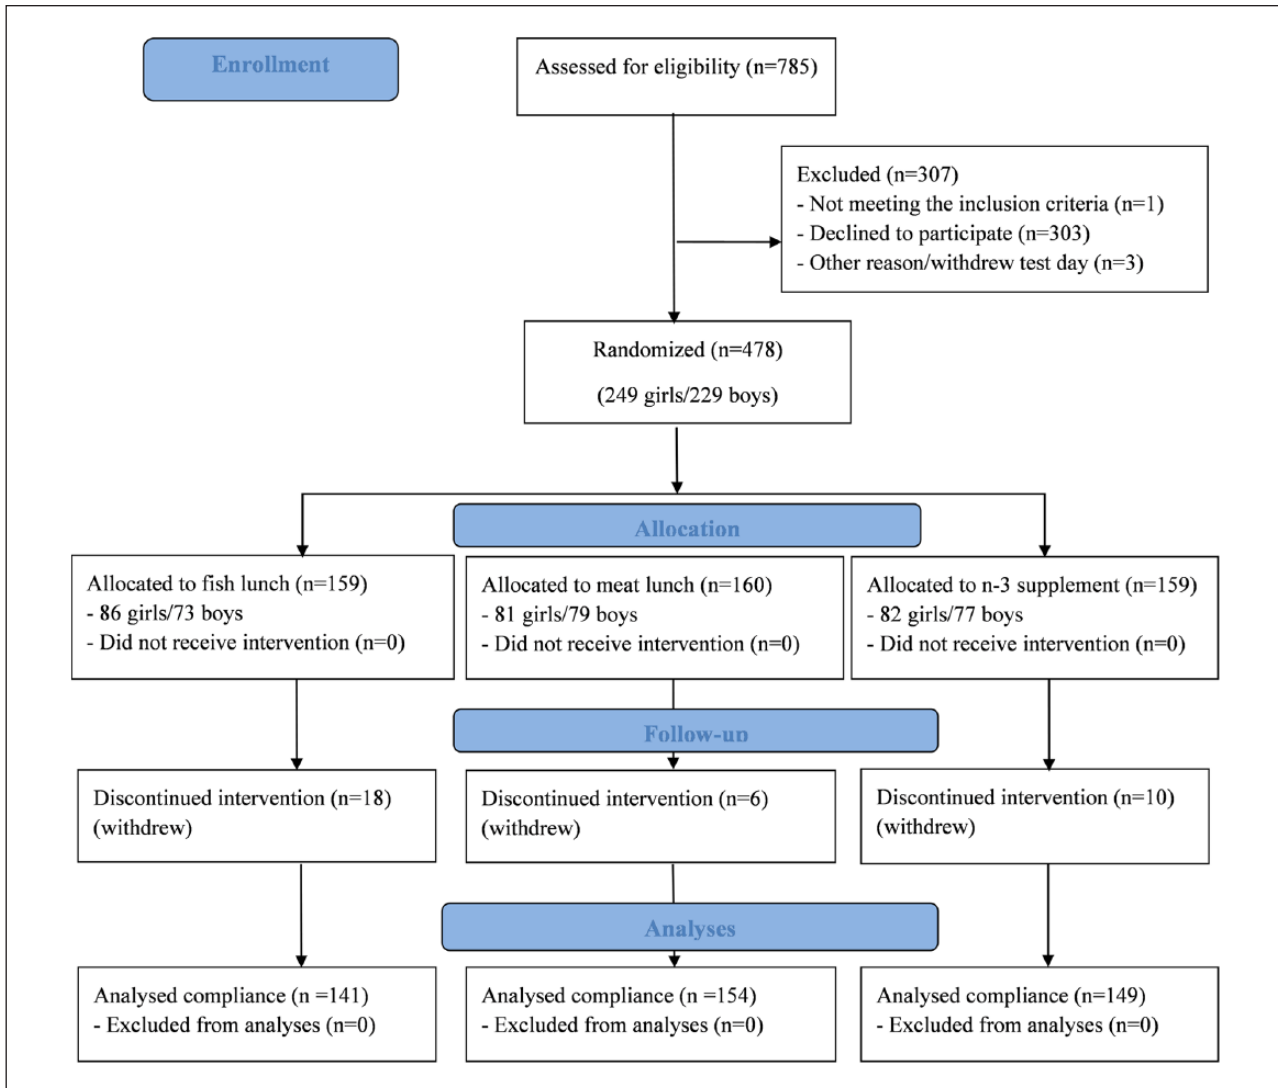 Enrollment
Assessed for eligibility (n=785)
Excluded (n=307)
- Not meeting the inclusion criteria (n=1)
- Declined to participate (n=303)
- Other reason/withdrew test day (n=3)
Randomized (n=478)
(249 girls/229 boys)
Allocation
Allocated to fish lunch (n=159)
- 86 girls/73 boys
- Did not receive intervention (n=0)
Allocated to meat lunch (n=160)
- 81 girls/79 boys
- Did not receive intervention (n=0)
Allocated to n-3 supplement (n=159)
- 82 girls/77 boys
- Did not receive intervention (n=0)
Follow-up
Discontinued intervention (n=18)
(withdrew)
Discontinued intervention (n=6)
(withdrew)
Discontinued intervention (n=10)
(withdrew)
Analyses
Analysed compliance (n =141)
- Excluded from analyses (n=0)
Analysed compliance (n =154)
- Excluded from analyses (n=0)
Analysed compliance (n=149)
- Excluded from analyses (n=0)